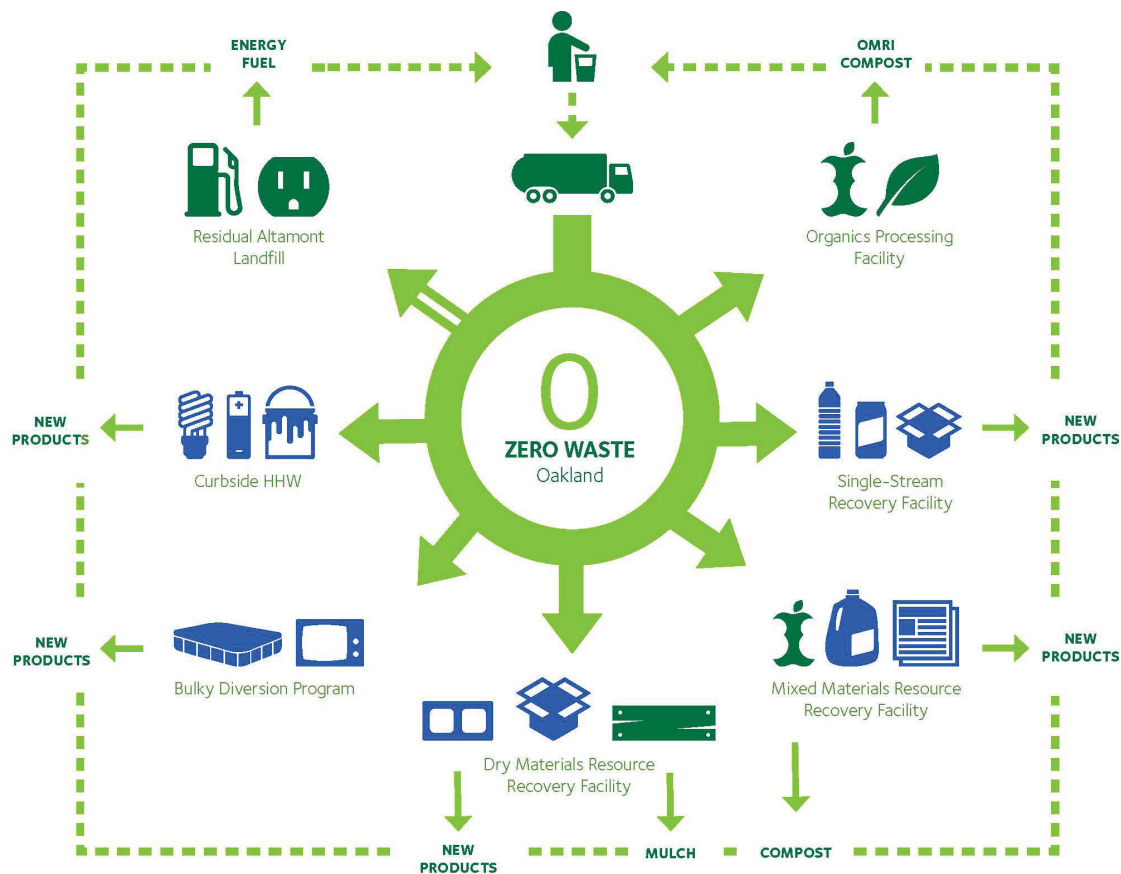 ENERGY
FUEL
OMRI
COMPOST
Residual Altamont
Landfill
Organics Processing
Facility
0
ZERO WASTE
Oakland
NEW
PRODUCTS
Curbside HHW
Single-Stream
Recovery Facility
NEW
PRODUCTS
NEW
PRODUCTS
Bulky Diversion Program
Mixed Materials Resource
Recovery Facility
NEW
PRODUCTS
Dry Materials Resource
Recovery Facility
NEW
PRODUCTS
MULCH
COMPOST